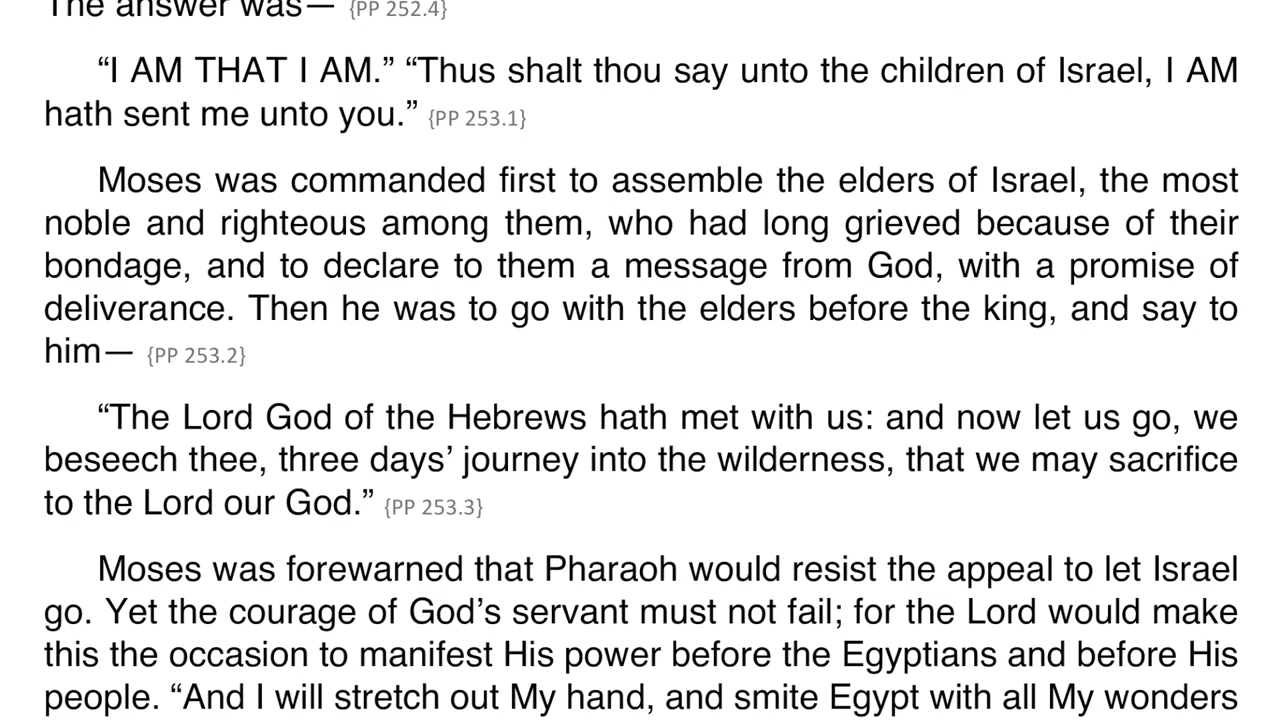 The answer was— {PP 252.4}
“I AM THAT I AM.” “Thus shalt thou say unto the children of Israel, I AM
hath sent me unto you.” {PP 253.1}
Moses was commanded first to assemble the elders of Israel, the most
noble and righteous among them, who had long grieved because of their
bondage, and to declare to them a message from God, with a promise of
deliverance. Then he was to go with the elders before the king, and say to
him— {PP 253.2}
“The Lord God of the Hebrews hath met with us: and now let us go, we
beseech thee, three days’ journey into the wilderness, that we may sacrifice
to the Lord our God.” {PP 253.3}
Moses was forewarned that Pharaoh would resist the appeal to let Israel
go. Yet the courage of God’s servant must not fail; for the Lord would make
this the occasion to manifest His power before the Egyptians and before His
people. “And I will stretch out My hand, and smite Egypt with all My wonders